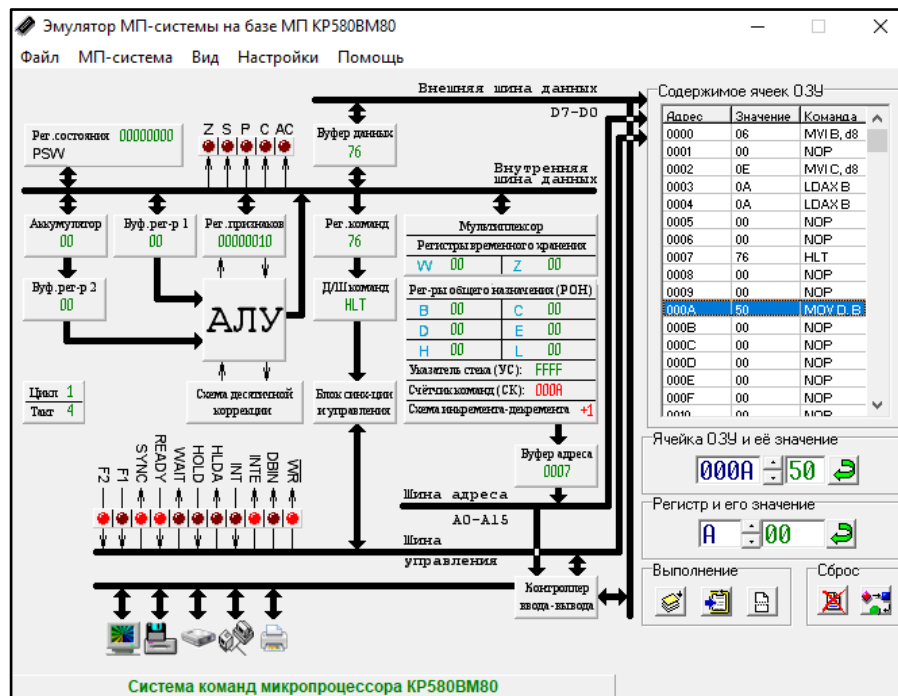 Эмулятор МП-системы на базе МП КР580ВМ80
Файл МП-система Вид Настройки Помощь
Внешняя шина данных
D7-D0
Рег.состояния 00000000
PSW
Z S P C AC
Буфер данных
76
Внутренняя
шина данных
Аккумулятор
00
Буф.рег-р 1
00
Рег.признаков
00000010
Рег.команд
76
Буф.рег-р 2
00
АЛУ
Д/Шкоманд
HLT
Мультиплексор
Регистры временного хранения
W 00 Z 00
Рег-ры общего назначения (РОН)
B 00 C 00
D 00 E 00
H 00 L 00
Указатель стека (УС): FFFF
Счётчик команд (СК): 000A
Схема инкремента-декремента +1
Цикл 1
Такт 4
Схема десятичной
коррекции
Блок синх-ции
и управления
Буфер адреса
0007
F2 F1 SYNC READY WAIT HOLD HLDA INT INTE DBIN WR
Шина адреса
A0-A15
Шина
управления
Контроллер
ввода-вывода
Система команд микропроцессора КР580ВМ80
Содержимое ячеек ОЗУ
Адрес Значение Команда
0000 06 MVI B, d8
0001 00 NOP
0002 0E MVI C, d8
0003 0A LDAX B
0004 0A LDAX B
0005 00 NOP
0006 00 NOP
0007 76 HLT
0008 00 NOP
0009 00 NOP
000A 50 MOV D, B
000B 00 NOP
000C 00 NOP
000D 00 NOP
000E 00 NOP
000F 00 NOP
0010 00 NOP
Ячейка ОЗУ и её значение
000A 50
Регистр и его значение
A 00
Выполнение
Сброс